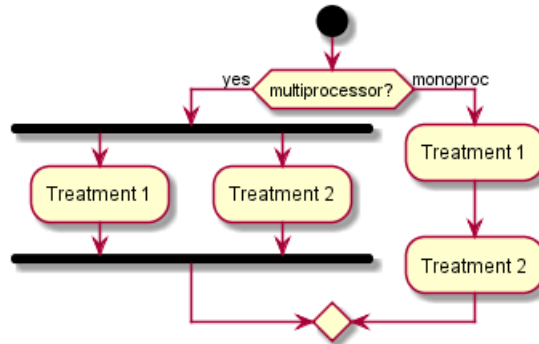 yes
multiprocessor?
monoproc
Treatment 1
Treatment 2
Treatment 1
Treatment 2